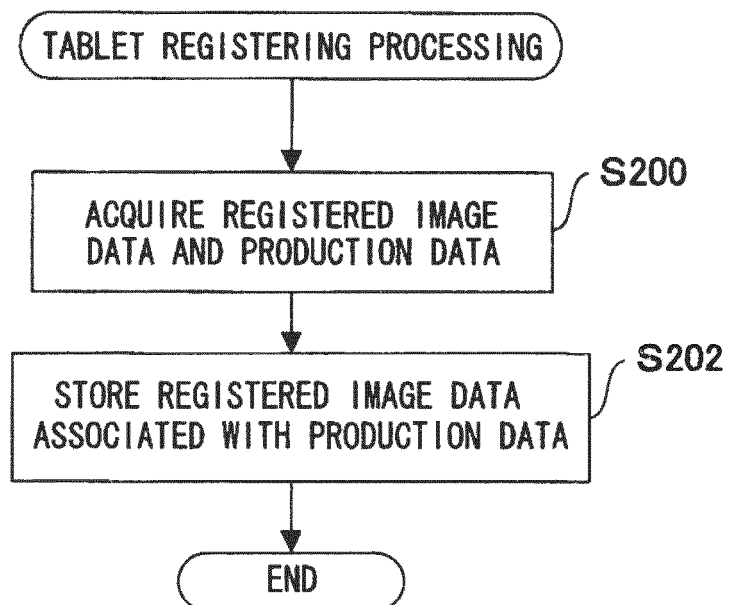 TABLET REGISTERING PROCESSING
S200
ACQUIRE REGISTERED IMAGE
DATA AND PRODUCTION DATA
S202
STORE REGISTERED IMAGE DATA
ASSOCIATED WITH PRODUCTION DATA
END